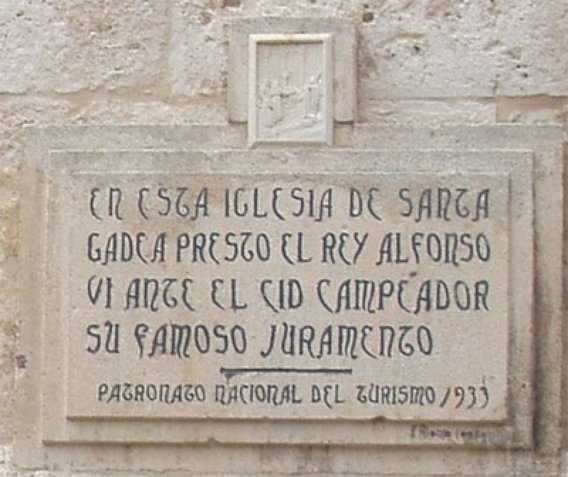 EN ESTA IGLESIA DE SANTA
GADEA PRESTO EL REY ALFONSO
VI ANTE EL CID CAMPEADOR
SU FAMOSO JURAMENTO
PATRONATO NACIONAL DEL TURISMO 1933